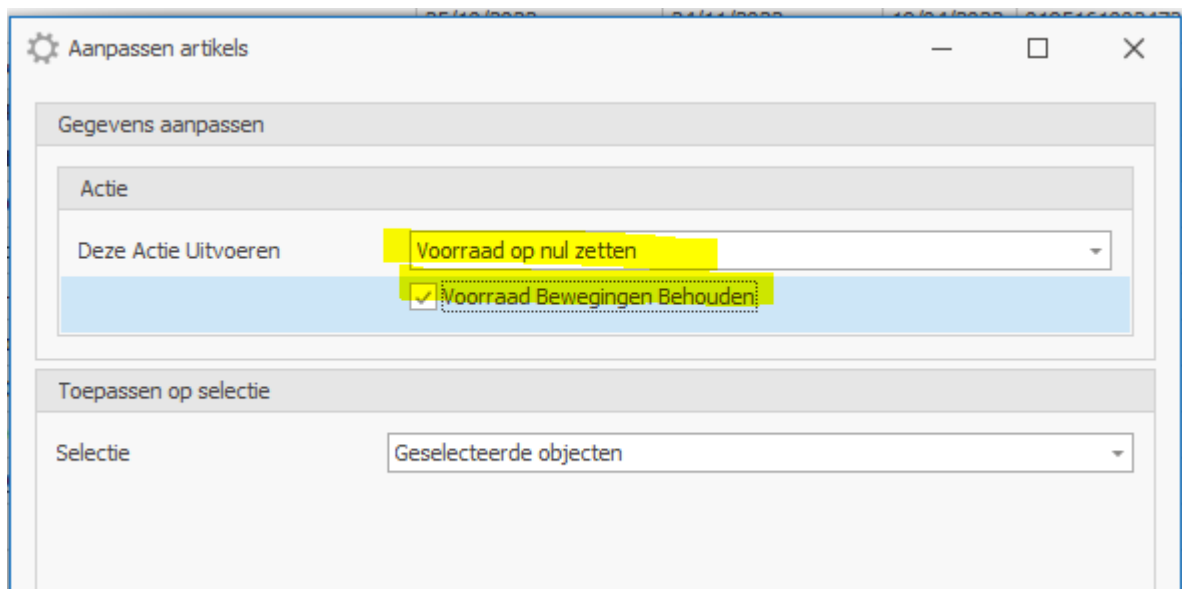 Aanpassen artikels
Gegevens aanpassen
Actie
Deze Actie Uitvoeren Voorraad op nul zetten
Voorraad Bewegingen Behouden
Toepassen op selectie
Selectie Geselecteerde objecten